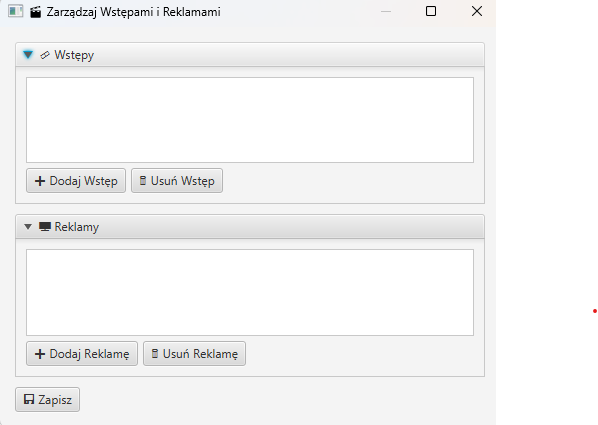 Zarządzaj Wstępami i Reklamami
Wstępy
Dodaj Wstęp
Usuń Wstęp
Reklamy
Dodaj Reklamę
Usuń Reklamę
Zapisz